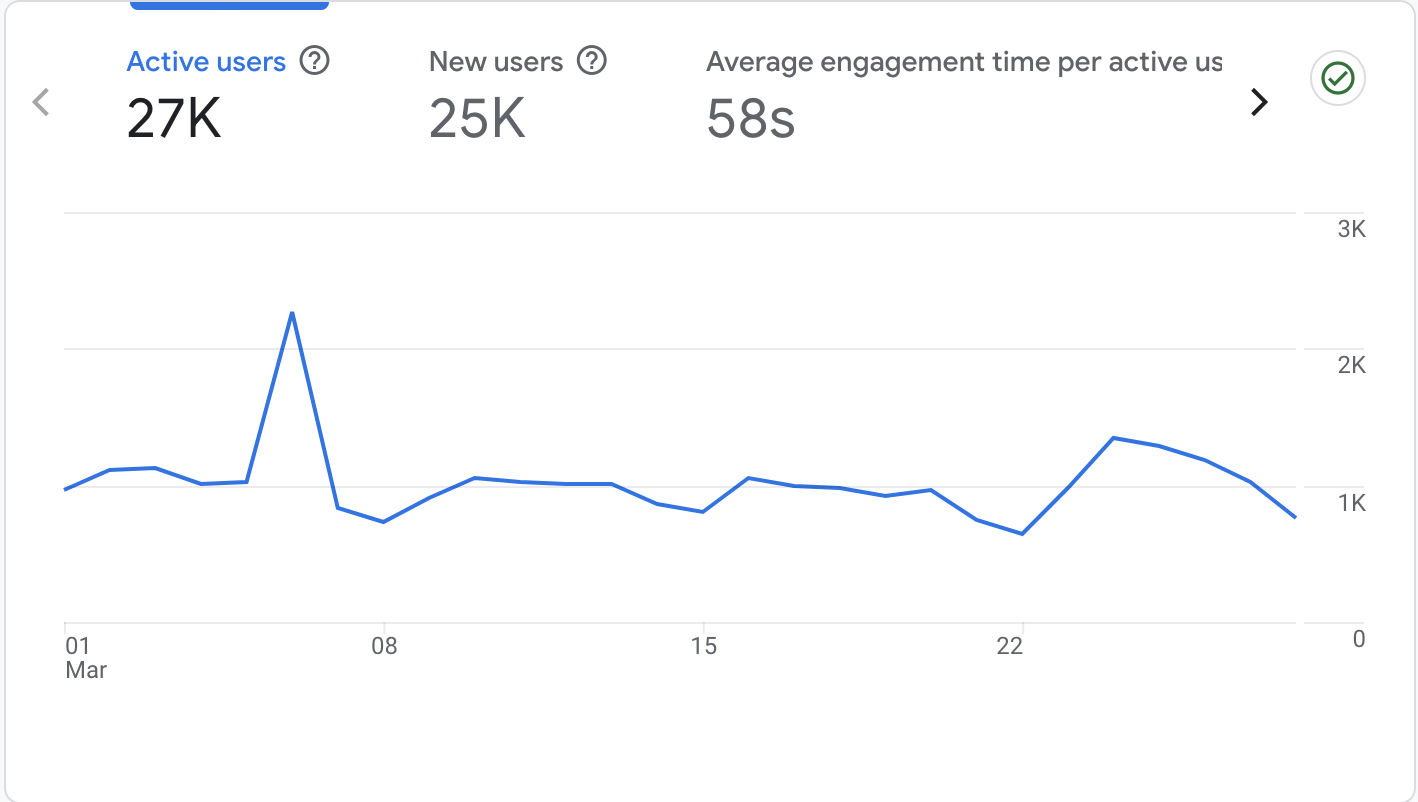 Active users
New users
Average engagement time per active us
27K
25K
58s
3K
2K
1K
0
01
08
15
22
Mar